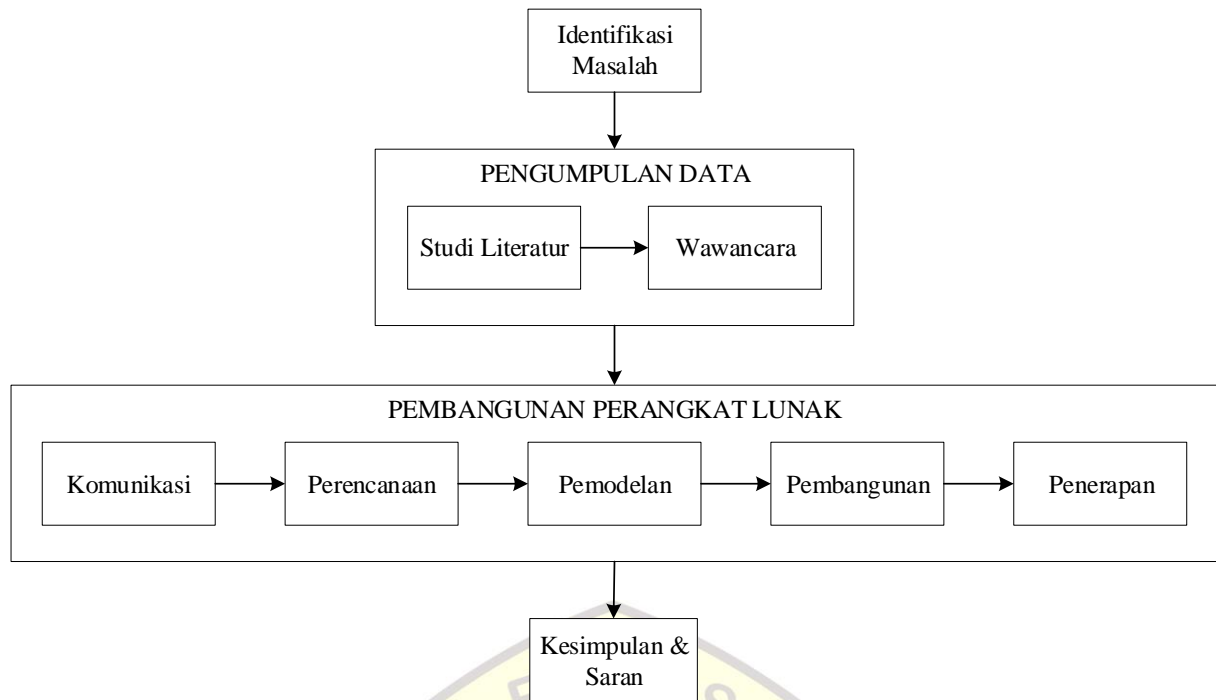 Identifikasi
Masalah
PENGUMPULAN DATA
Studi Literatur
Wawancara
PEMBANGUNAN PERANGKAT LUNAK
Komunikasi
Perencanaan
Pemodelan
Pembangunan
Penerapan
Kesimpulan &
Saran